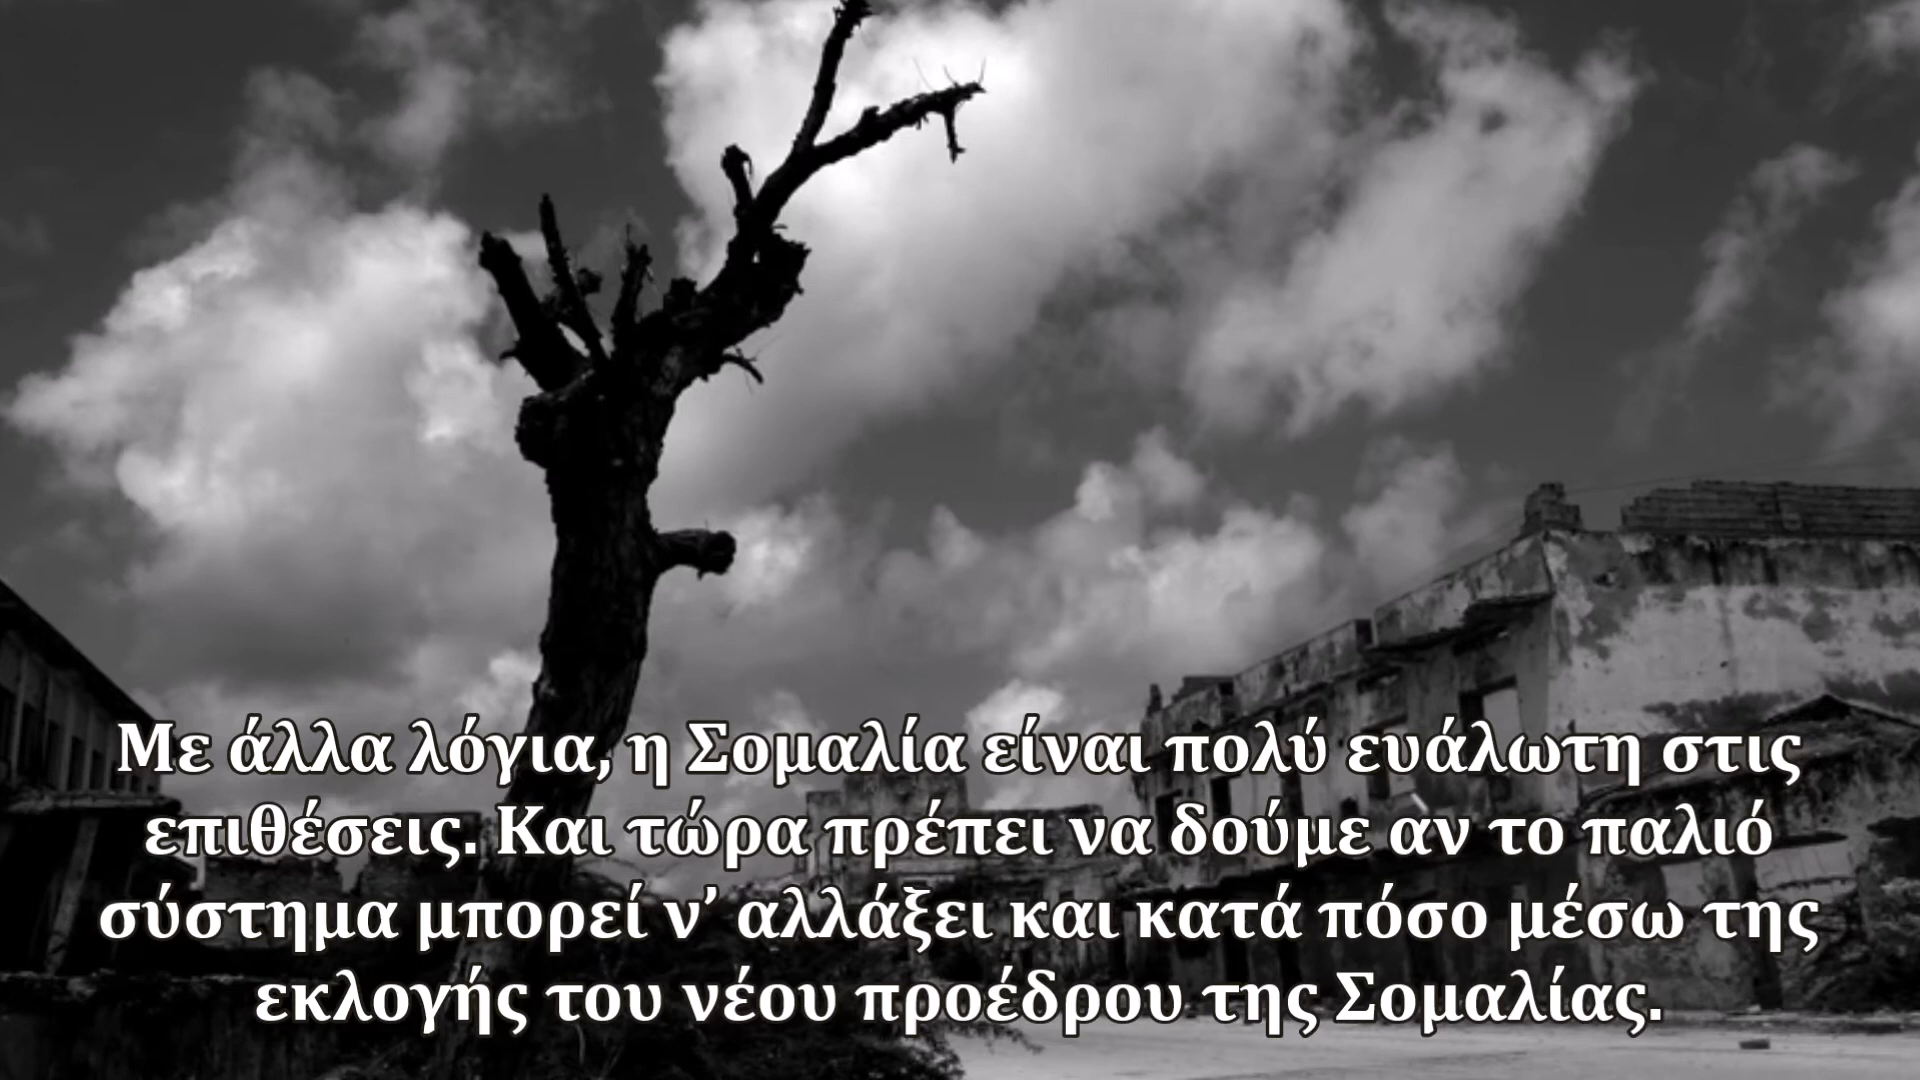 Με άλλα λόγια, η Σομαλία είναι πολύ ευάλωτη στις
επιθέσεις. Και τώρα πρέπει να δούμε αν το παλιό
σύστημα μπορεί ν’ αλλάξει και κατά πόσο μέσω της
εκλογής του νέου προέδρου της Σομαλίας.